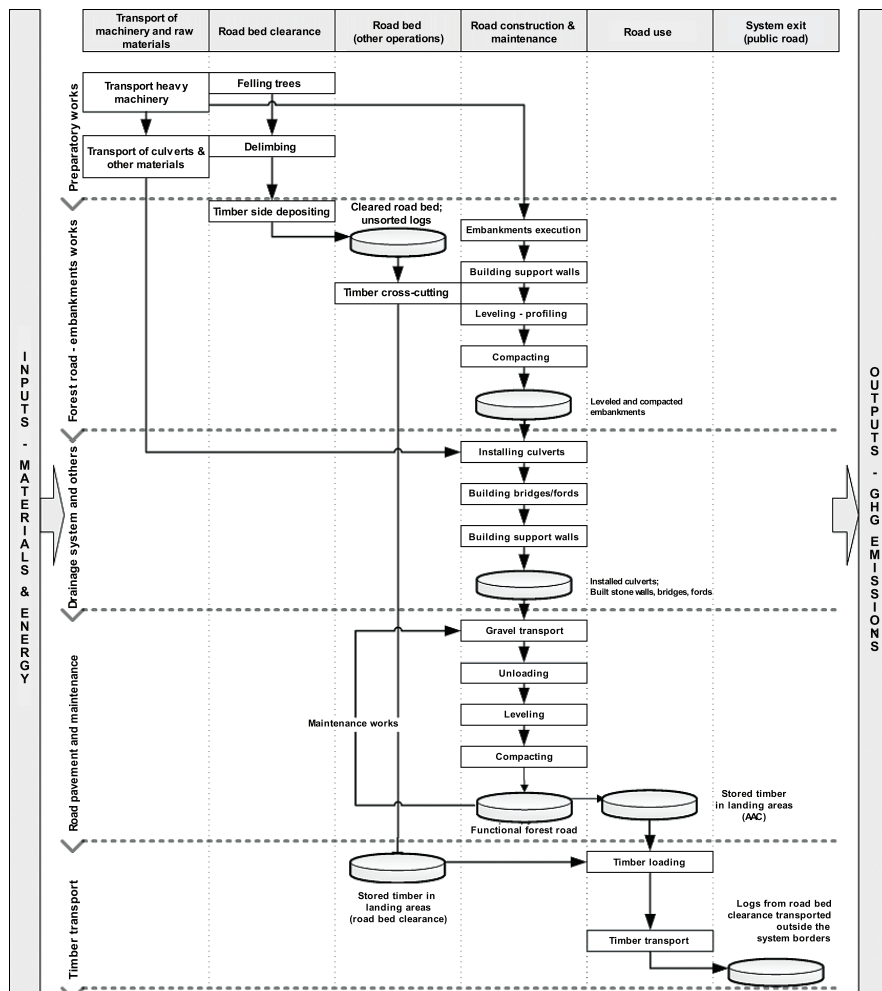 Transport of
machinery and raw
materials
Road bed clearance
Road bed
(other operations)
Road construction &
maintenance
Road use
System exit
(public road)
INPUTS - MATERIALS & ENERGY
OUTPUTS - GHG EMISSIONS
Preparatory works
Transport heavy
machinery
Felling trees
Transport of culverts &
other materials
Delimbing
Forest road - embankments works
Timber side depositing
Cleared road bed;
unsorted logs
Embankments execution
Building support walls
Timber cross-cutting
Leveling - profiling
Compacting
Leveled and compacted
embankments
Drainage system and others
Installing culverts
Building bridges/fords
Building support walls
Installed culverts;
Built stone walls, bridges, fords
Road pavement and maintenance
Gravel transport
Unloading
Leveling
Maintenance works
Compacting
Functional forest road
Stored timber
in landing areas
(AAC)
Timber transport
Timber loading
Stored timber in
landing areas
(road bed clearance)
Logs from road bed
clearance transported
outside the
system borders
Timber transport